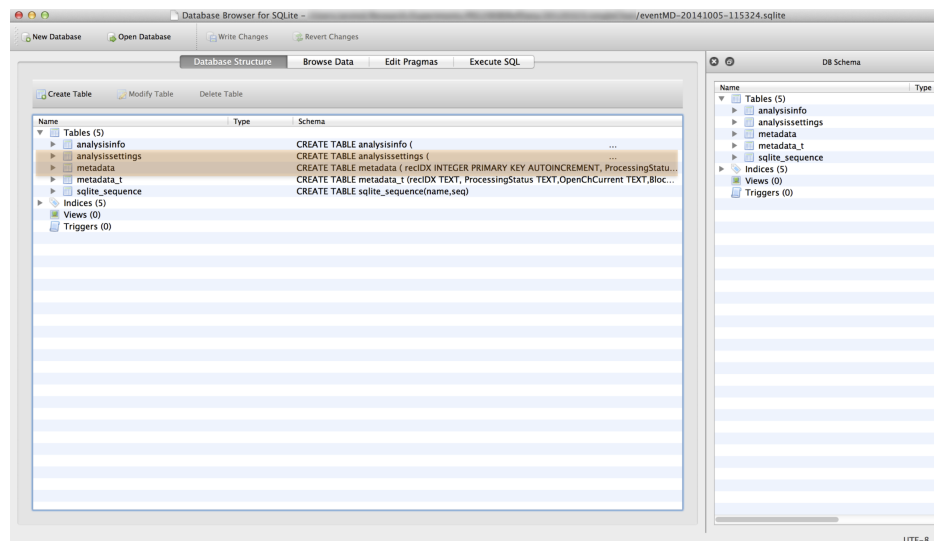 Database Browser for SQLite - /eventMD-20141005-115324.sqlite
New Database Open Database Write Changes Revert Changes
Database Structure Browse Data Edit Pragmas Execute SQL
DB Schema
Create Table Modify Table Delete Table
Name Type Schema
Tables (5)
analysisinfo CREATE TABLE analysisinfo ( ...
analysissettings CREATE TABLE analysissettings ( ...
metadata CREATE TABLE metadata ( recIDX INTEGER PRIMARY KEY AUTOINCREMENT, ProcessingStatu...
metadata_t CREATE TABLE metadata_t (recIDX TEXT, ProcessingStatus TEXT,OpenChCurrent TEXT,Bloc...
sqlite_sequence CREATE TABLE sqlite_sequence(name,seq)
Indices (5)
Views (0)
Triggers (0)
Name Type
Tables (5)
analysisinfo
analysissettings
metadata
metadata_t
sqlite_sequence
Indices (5)
Views (0)
Triggers (0)
UTF-8